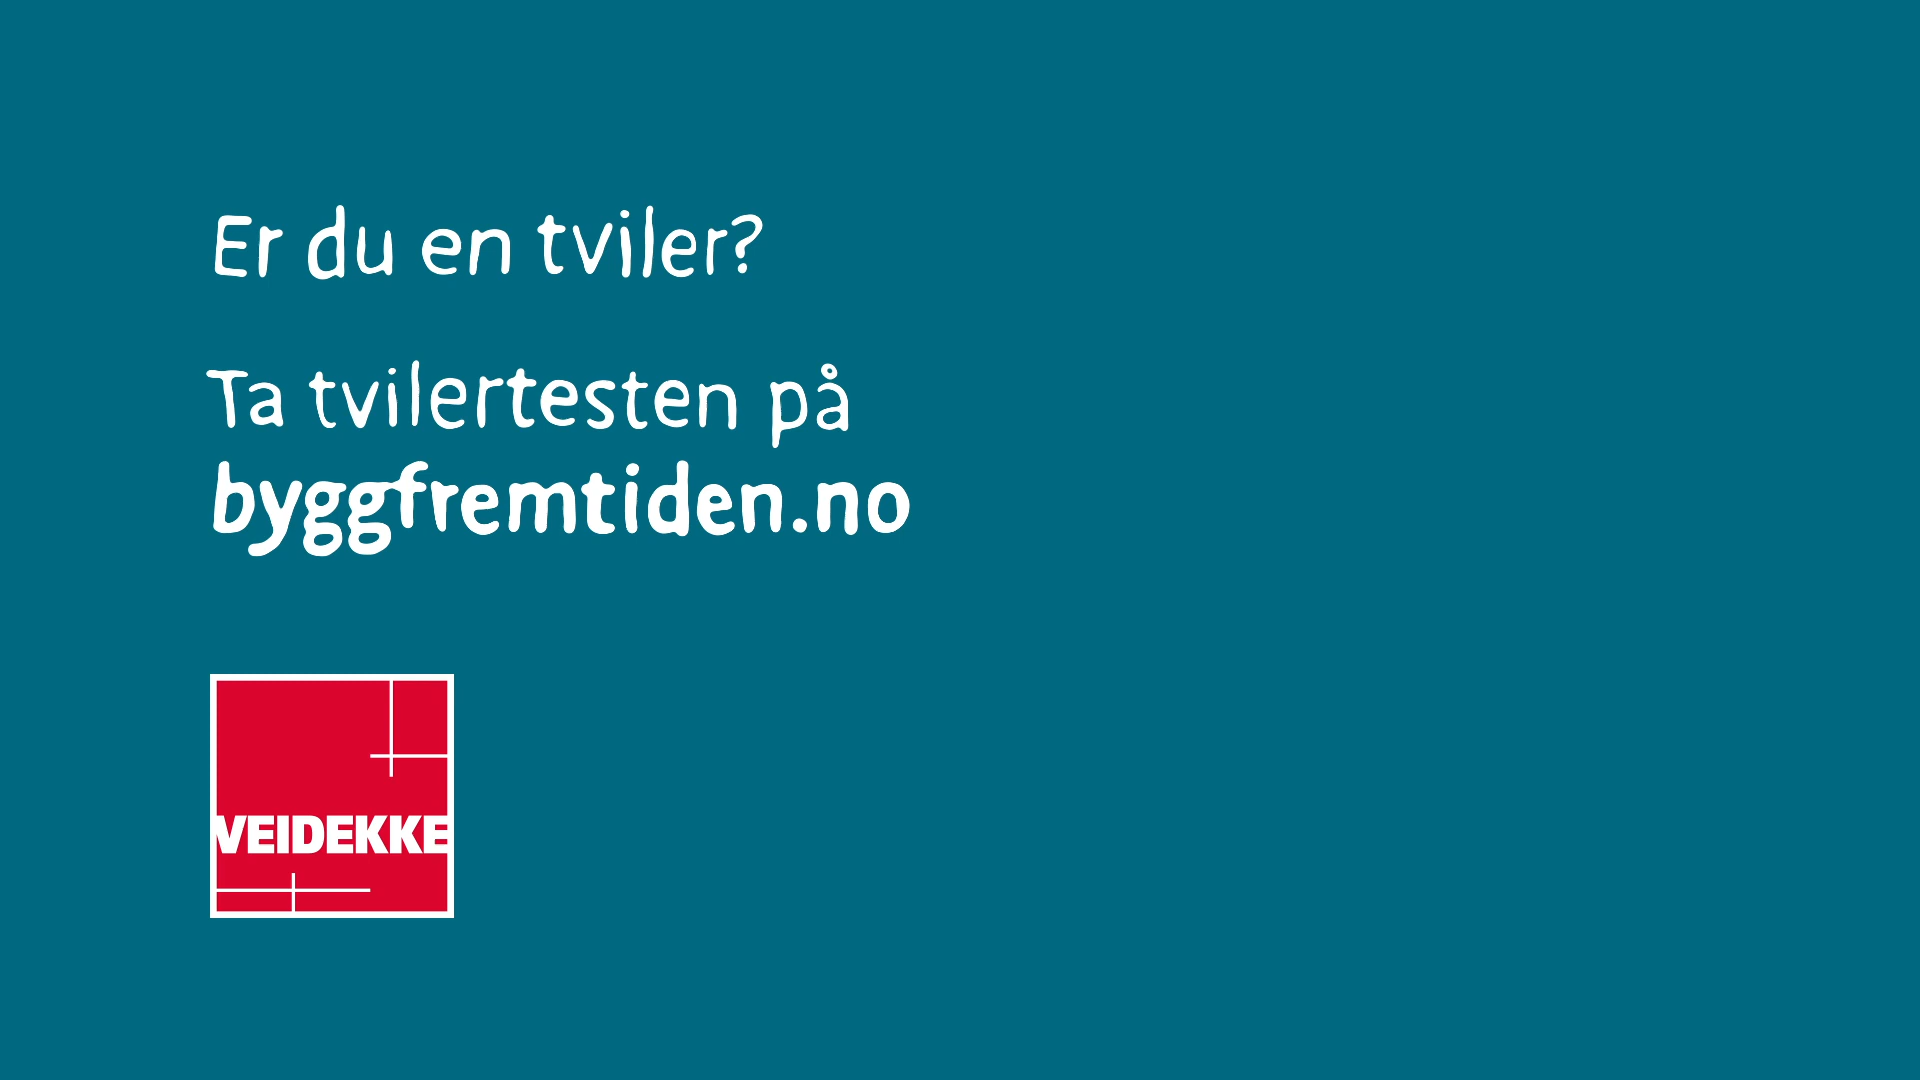 Er du en tviler?
Ta tvilertesten på
byggfremtiden.no
VEIDEKKE